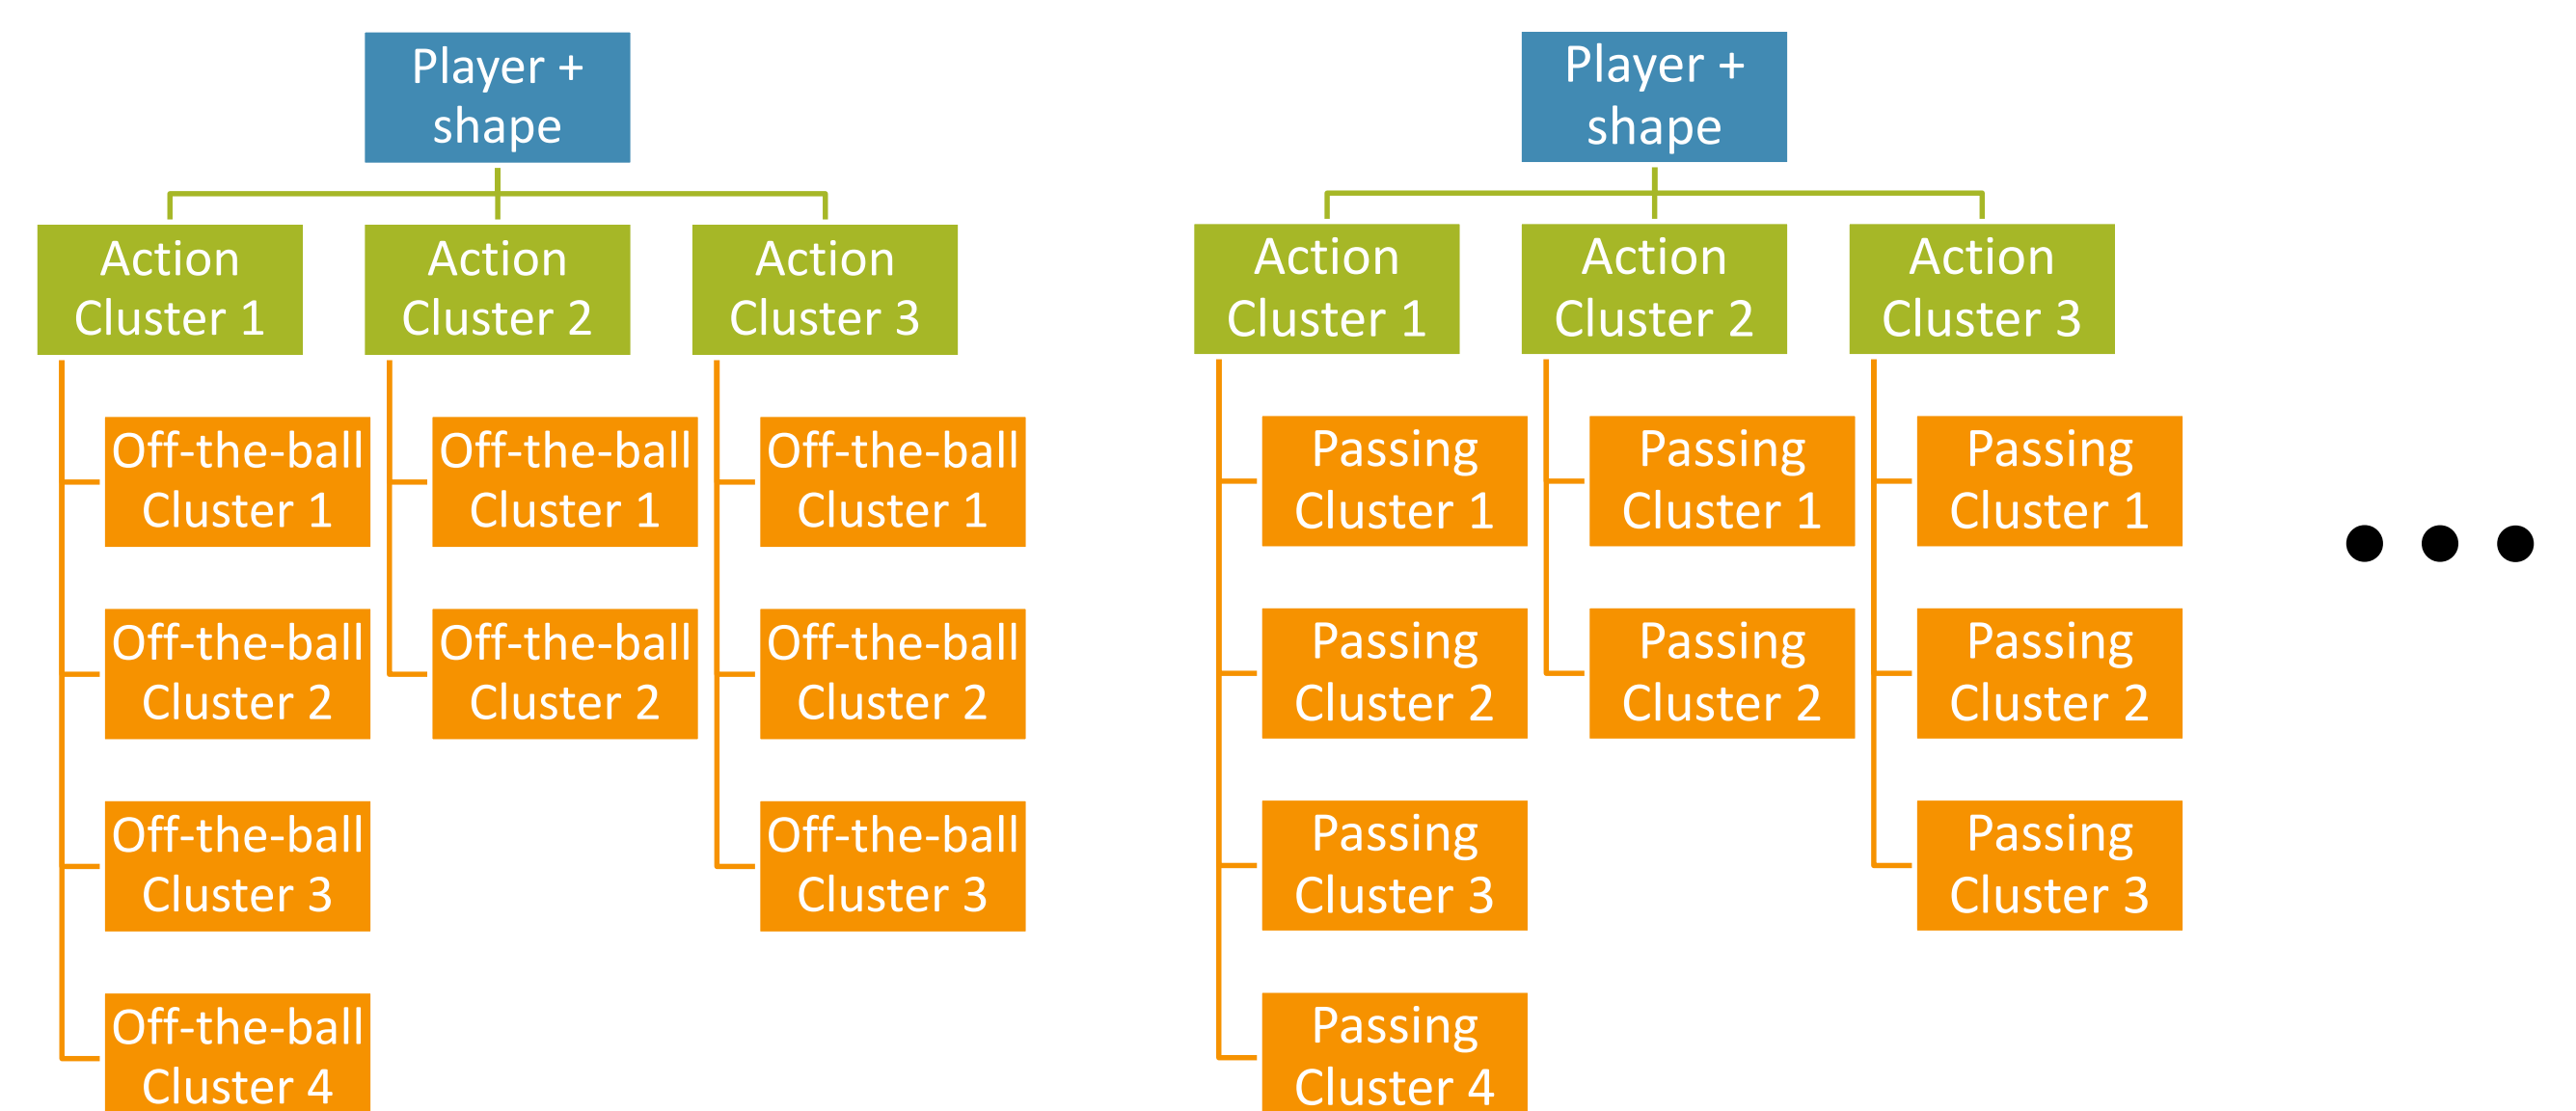 Player +
shape
Action
Cluster 1
Action
Cluster 2
Action
Cluster 3
Off-the-ball
Cluster 1
Off-the-ball
Cluster 2
Off-the-ball
Cluster 3
Off-the-ball
Cluster 4
Off-the-ball
Cluster 1
Off-the-ball
Cluster 2
Off-the-ball
Cluster 1
Off-the-ball
Cluster 2
Off-the-ball
Cluster 3
Player +
shape
Action
Cluster 1
Action
Cluster 2
Action
Cluster 3
Passing
Cluster 1
Passing
Cluster 2
Passing
Cluster 3
Passing
Cluster 4
Passing
Cluster 1
Passing
Cluster 2
Passing
Cluster 1
Passing
Cluster 2
Passing
Cluster 3